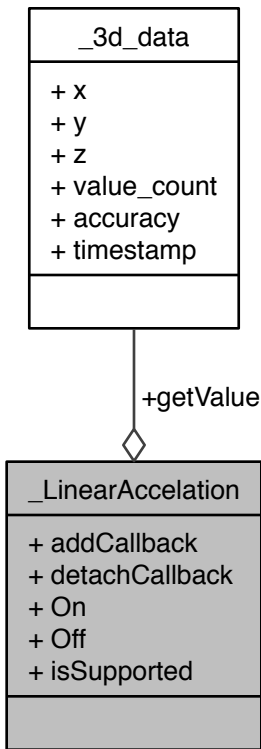 _3d_data
+ x
+ y
+ z
+ value_count
+ accuracy
+ timestamp
+getValue
_LinearAccelation
+ addCallback
+ detachCallback
+ On
+ Off
+ isSupported